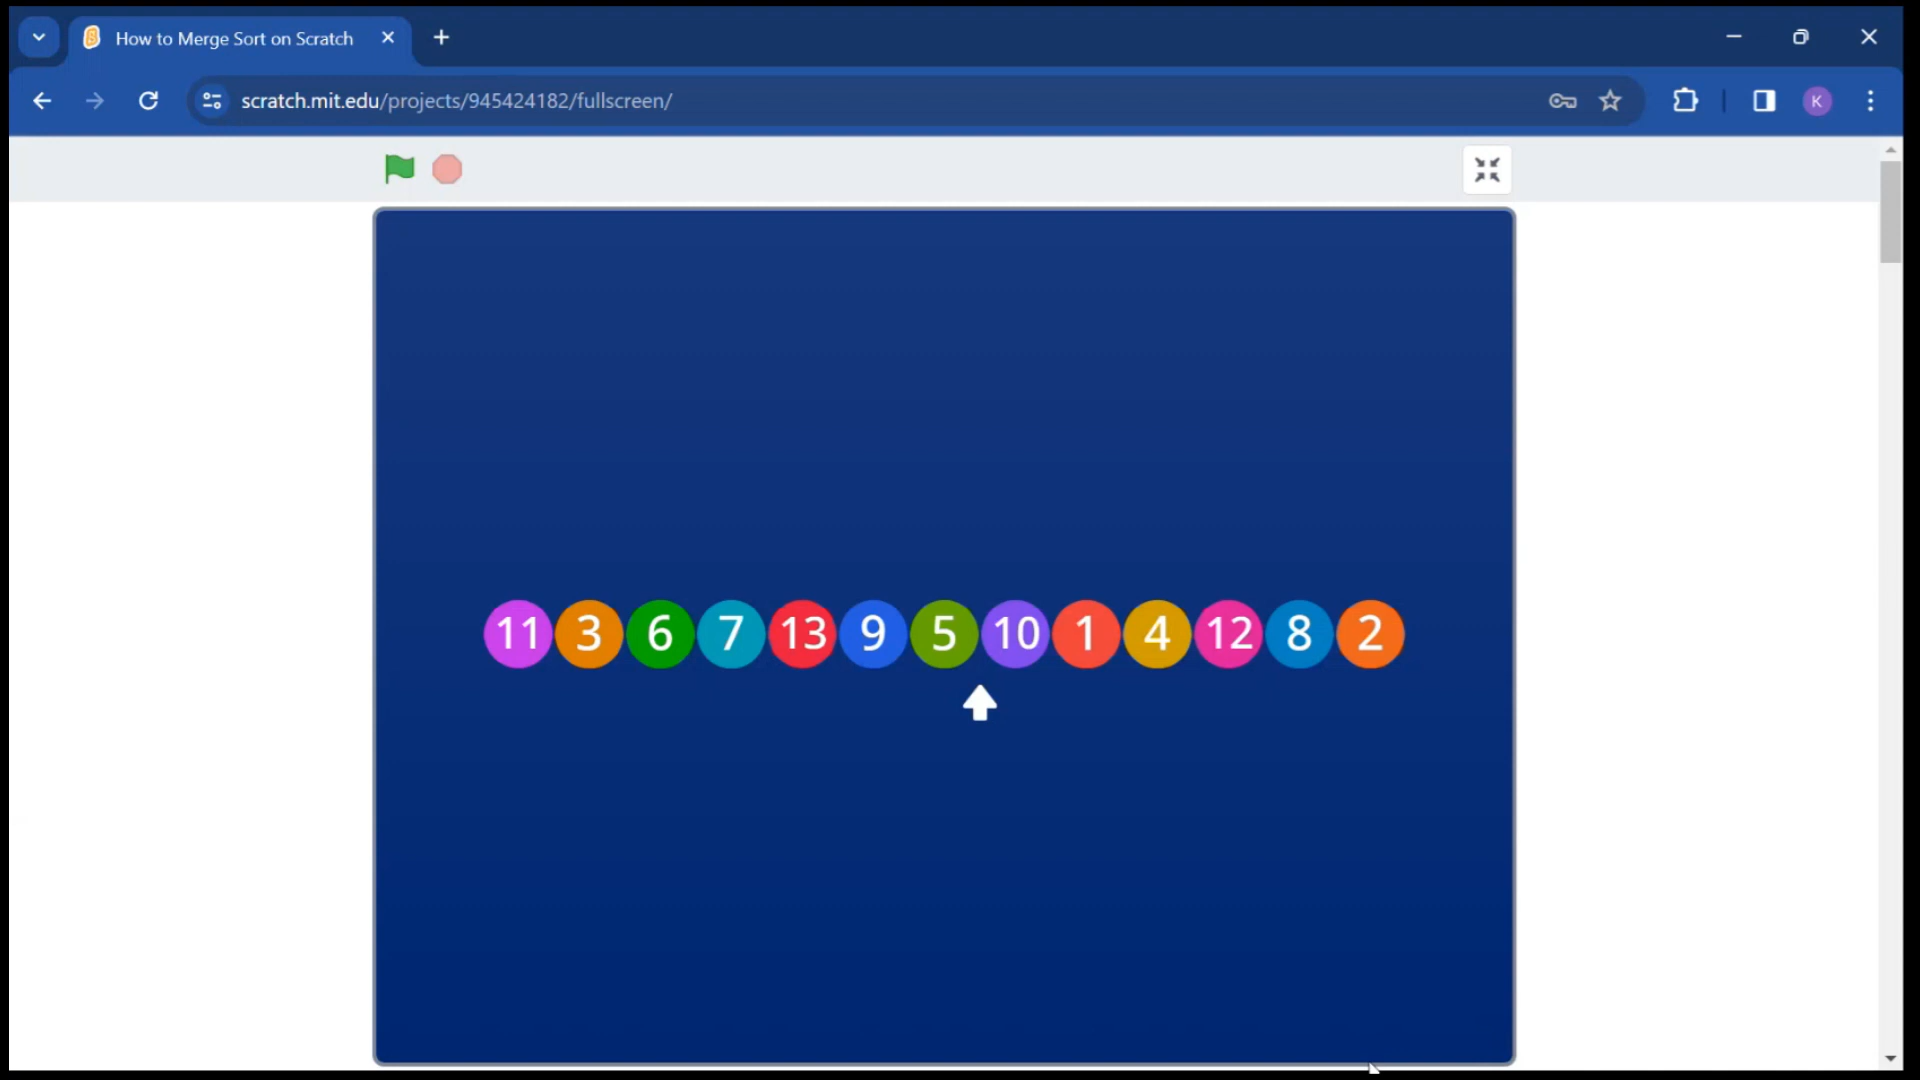 How to Merge Sort on Scratch
scratch.mit.edu/projects/945424182/fullscreen/
K
11 3 6 7 13 9 5 10 1 4 12 8 2